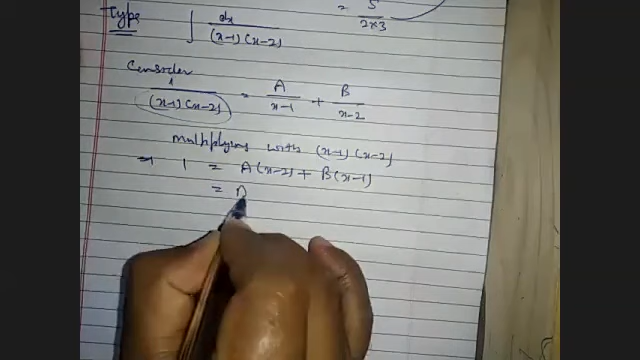 = 5
2×3
Type
∫ dx / (x-1)(x-2)
Consider
1 / (x-1)(x-2) = A / x-1 + B / x-2
Multiplying with (x-1)(x-2)
⇒ 1 = A(x-2) + B(x-1)
= A